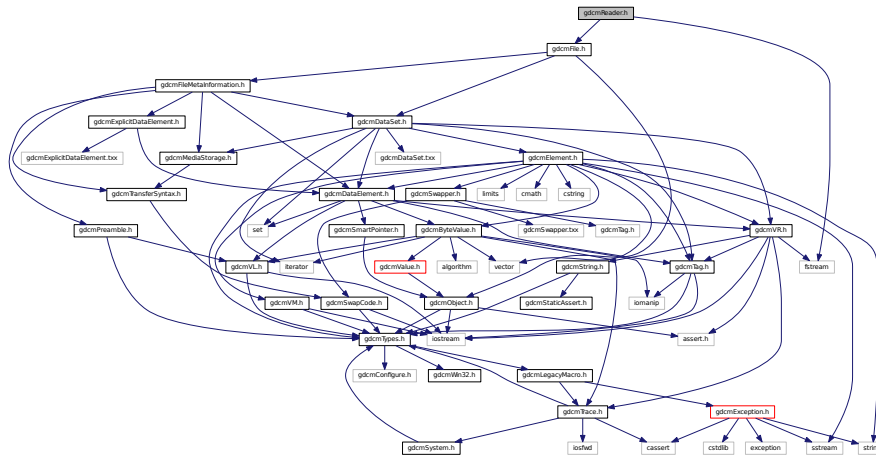 gdcmReader.h
gdcmFile.h
gdcmFileMetaInformation.h
gdcmExplicitDataElement.h
gdcmDataSet.h
gdcmExplicitDataElement.txx
gdcmMediaStorage.h
gdcmDataSet.txx
gdcmElement.h
gdcmTransferSyntax.h
gdcmDataElement.h
gdcmSwapper.h
limits
cmath
cstring
gdcmPreamble.h
set
gdcmSmartPointer.h
gdcmByteValue.h
gdcmSwapper.txx
gdcmTag.h
gdcmVR.h
gdcmVL.h
iterator
gdcmValue.h
algorithm
vector
gdcmString.h
gdcmTag.h
fstream
gdcmVM.h
gdcmSwapCode.h
gdcmObject.h
gdcmStaticAssert.h
iomanip
gdcmTypes.h
iostream
assert.h
gdcmConfigure.h
gdcmWin32.h
gdcmLegacyMacro.h
gdcmTrace.h
gdcmException.h
gdcmSystem.h
iosfwd
cassert
cstdlib
exception
sstream